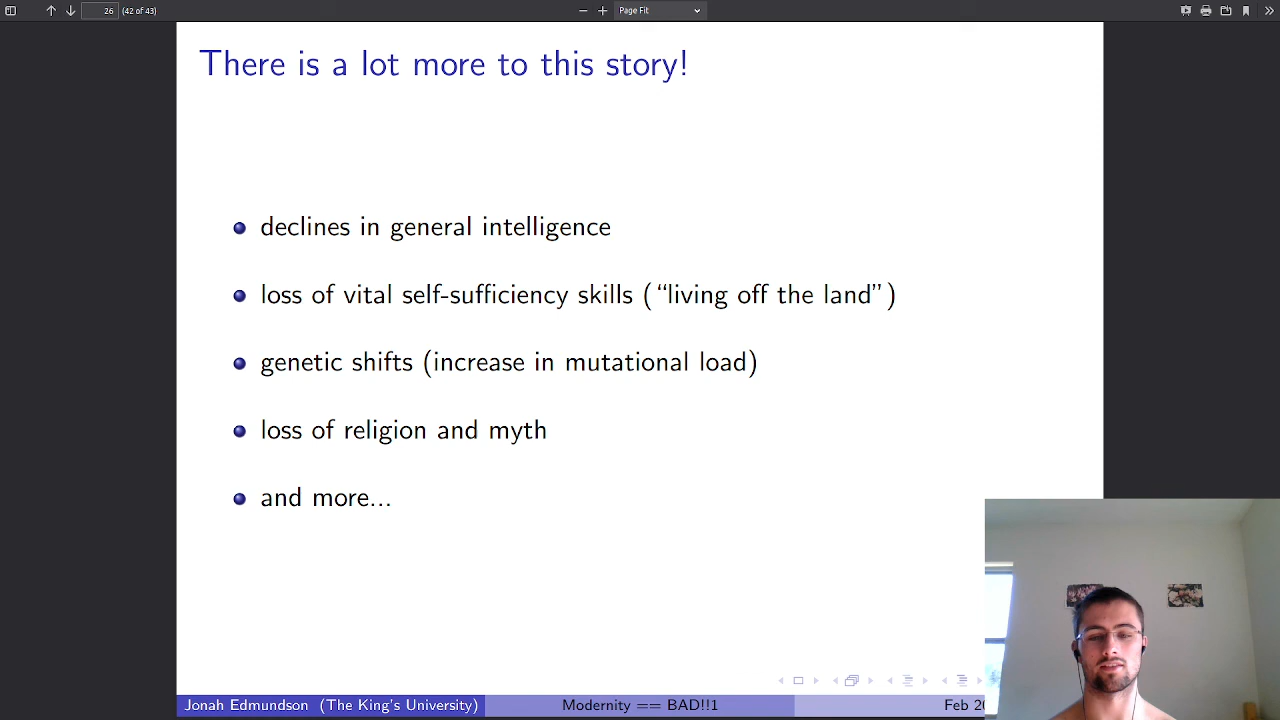 26 (42 of 43) Page Fit
There is a lot more to this story!
declines in general intelligence
loss of vital self-sufficiency skills (“living off the land”)
genetic shifts (increase in mutational load)
loss of religion and myth
and more...
Jonah Edmundson (The King's University) Modernity == BAD!!1 Feb 20